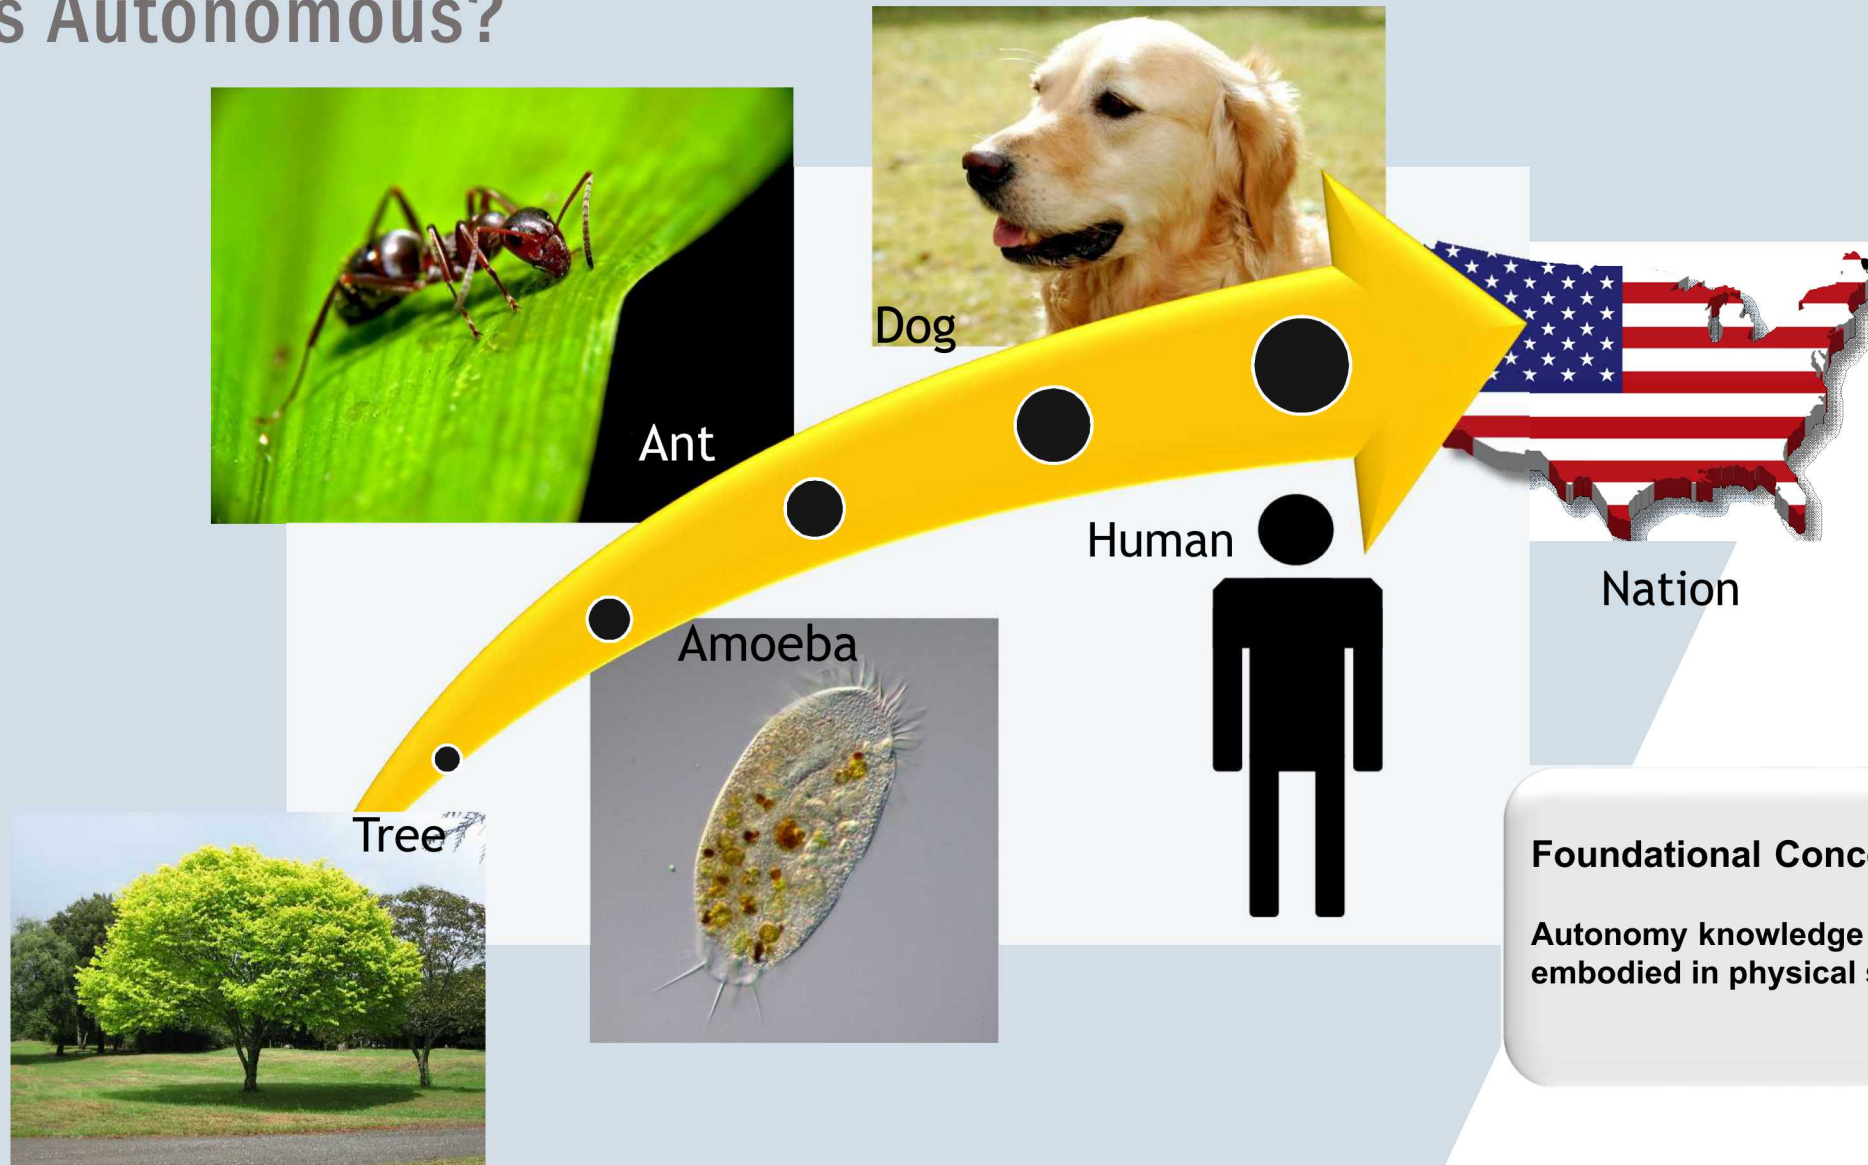 s Autonomous?
Dog
Ant
Human
Nation
Amoeba
Tree
Foundational Conc
Autonomy knowledge
embodied in physical s